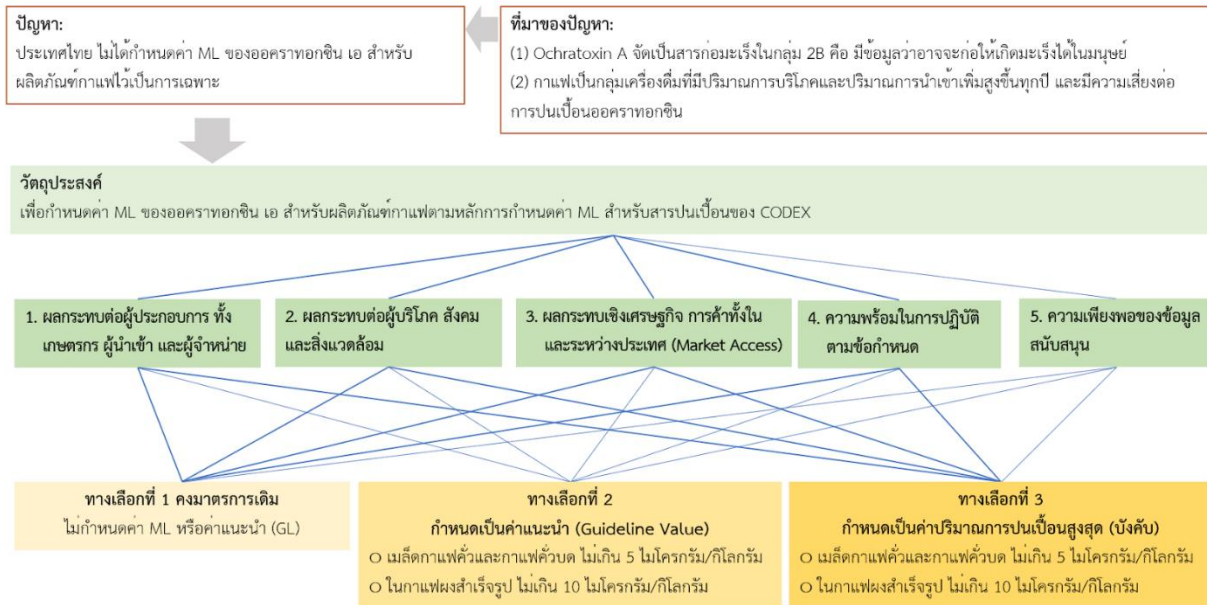 ปัญหา:
ประเทศไทย ไม่ได้กำหนดค่า ML ของออคราทอกซิน เอ สำหรับ
ผลิตภัณฑ์กาแฟไว้เป็นการเฉพาะ
ที่มาของปัญหา:
(1) Ochratoxin A จัดเป็นสารก่อมะเร็งในกลุ่ม 2B คือ มีข้อมูลว่าอาจจะก่อให้เกิดมะเร็งได้ในมนุษย์
(2) กาแฟเป็นกลุ่มเครื่องดื่มที่มีปริมาณการบริโภคและปริมาณการนำเข้าเพิ่มสูงขึ้นทุกปี และมีความเสี่ยงต่อ
การปนเปื้อนออคราทอกซิน
วัตถุประสงค์
เพื่อกำหนดค่า ML ของออคราทอกซิน เอ สำหรับผลิตภัณฑ์กาแฟตามหลักการกำหนดค่า ML สำหรับสารปนเปื้อนของ CODEX
1. ผลกระทบต่อผู้ประกอบการ ทั้ง
เกษตรกร ผู้นำเข้า และผู้จำหน่าย
2. ผลกระทบต่อผู้บริโภค สังคม
และสิ่งแวดล้อม
3. ผลกระทบเชิงเศรษฐกิจ การค้าทั้งใน
และระหว่างประเทศ (Market Access)
4. ความพร้อมในการปฏิบัติ
ตามข้อกำหนด
5. ความเพียงพอของข้อมูล
สนับสนุน
ทางเลือกที่ 1 คงมาตรการเดิม
ไม่กำหนดค่า ML หรือค่าแนะนำ (GL)
ทางเลือกที่ 2
กำหนดเป็นค่าแนะนำ (Guideline Value)
O เมล็ดกาแฟคั่วและกาแฟคั่วบด ไม่เกิน 5 ไมโครกรัม/กิโลกรัม
O ในกาแฟผงสำเร็จรูป ไม่เกิน 10 ไมโครกรัม/กิโลกรัม
ทางเลือกที่ 3
กำหนดเป็นค่าปริมาณการปนเปื้อนสูงสุด (บังคับ)
O เมล็ดกาแฟคั่วและกาแฟคั่วบด ไม่เกิน 5 ไมโครกรัม/กิโลกรัม
O ในกาแฟผงสำเร็จรูป ไม่เกิน 10 ไมโครกรัม/กิโลกรัม